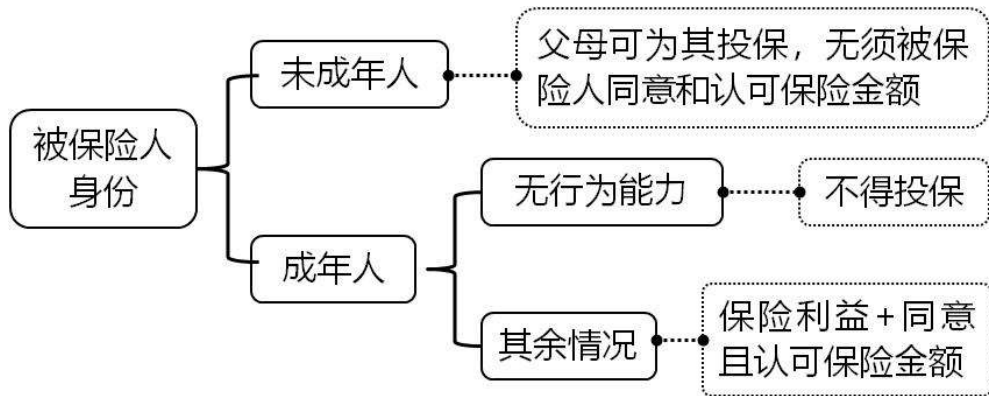 被保险人
身份
未成年人
父母可为其投保，无须被保
险人同意和认可保险金额
成年人
无行为能力
不得投保
其余情况
保险利益+同意
且认可保险金额